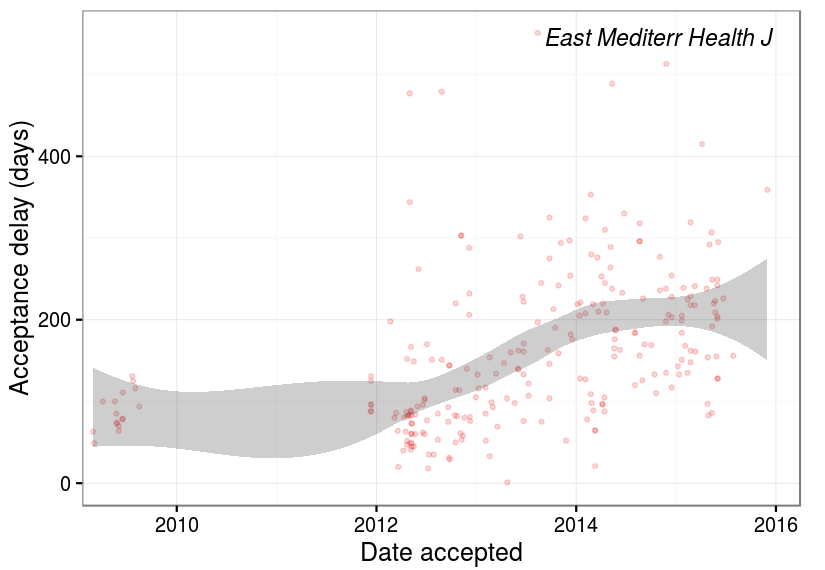 East Mediterr Health J
Acceptance delay (days)
400
200
0
2010 2012 2014 2016
Date accepted